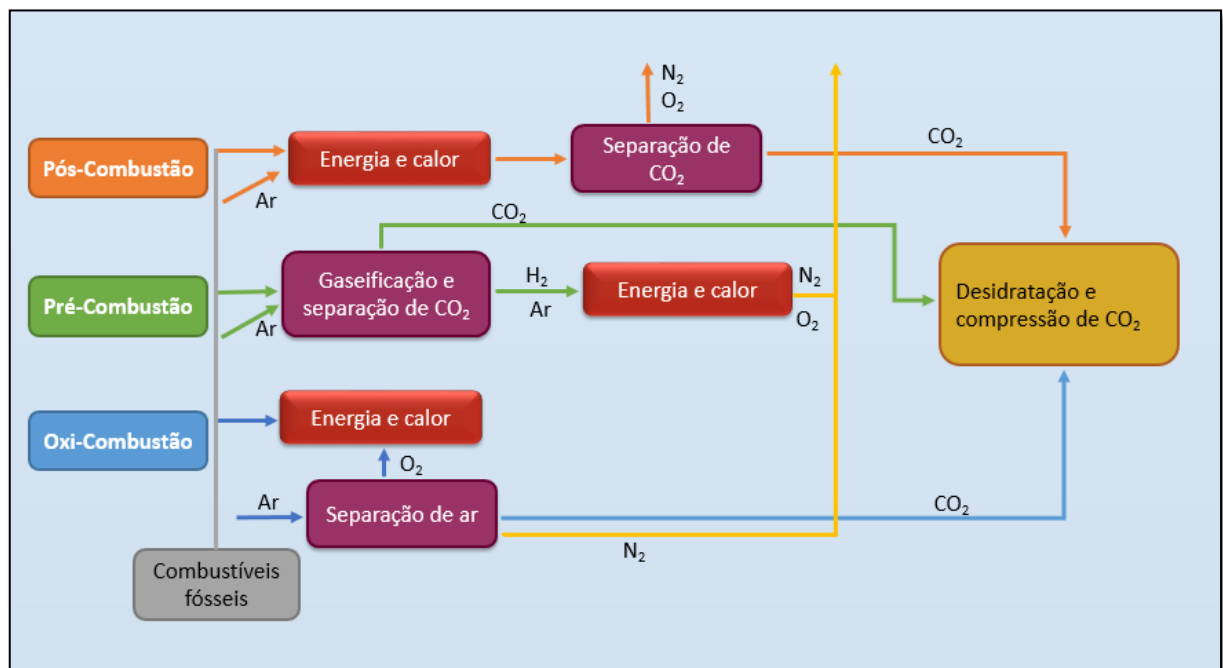 N₂
O₂
Pós-Combustão
Energia e calor
Separação de
CO₂
CO₂
Ar
CO₂
Pré-Combustão
Ar
Gaseificação e
separação de CO₂
H₂
Ar
Energia e calor
N₂
O₂
Desidratação e
compressão de CO₂
Oxi-Combustão
Energia e calor
O₂
Ar
Separação de ar
CO₂
N₂
Combustíveis
fósseis